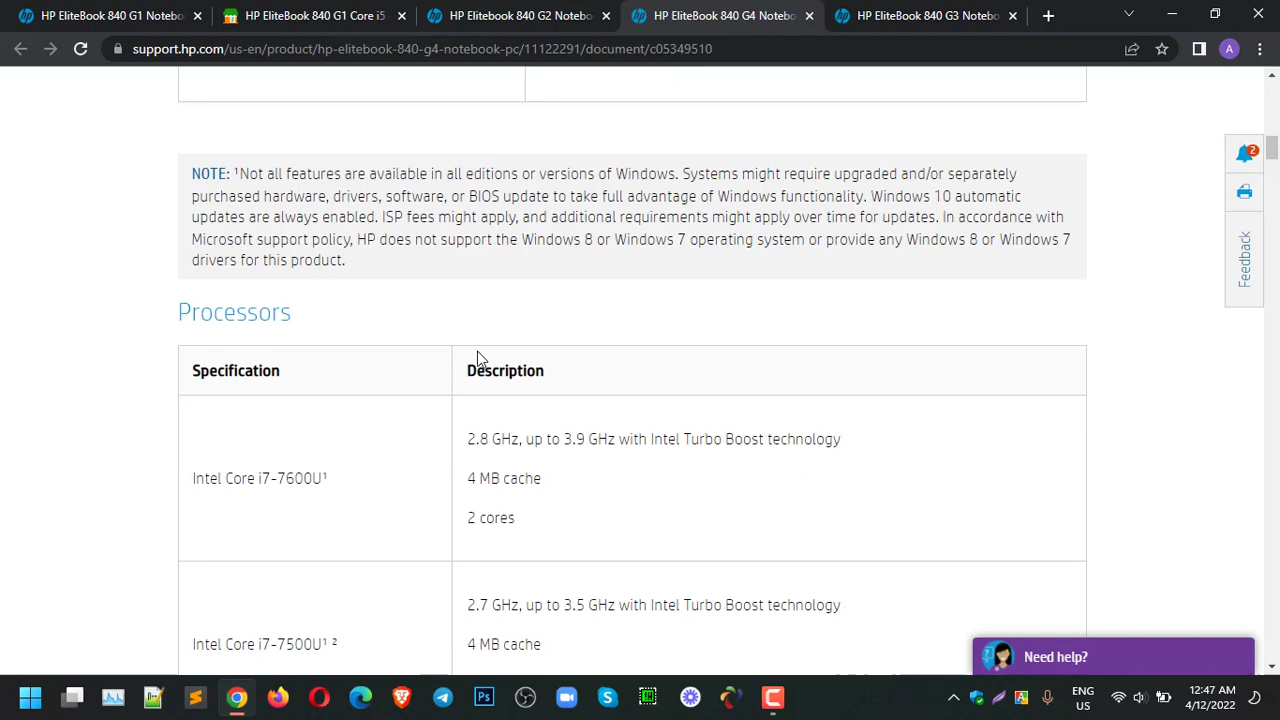 HP EliteBook 840 G1 Noteb
HP EliteBook 840 G1 Core i5
HP Elitebook 840 G2 Noteb
HP EliteBook 840 G4 Noteb
HP EliteBook 840 G3 Noteb
support.hp.com/us-en/product/hp-elitebook-840-g4-notebook-pc/11122291/document/c05349510
A
2
Feedback
NOTE: ¹Not all features are available in all editions or versions of Windows. Systems might require upgraded and/or separately
purchased hardware, drivers, software, or BIOS update to take full advantage of Windows functionality. Windows 10 automatic
updates are always enabled. ISP fees might apply, and additional requirements might apply over time for updates. In accordance with
Microsoft support policy, HP does not support the Windows 8 or Windows 7 operating system or provide any Windows 8 or Windows 7
drivers for this product.
Processors
Specification
Description
Intel Core i7-7600U¹
2.8 GHz, up to 3.9 GHz with Intel Turbo Boost technology
4 MB cache
2 cores
Intel Core i7-7500U¹ ²
2.7 GHz, up to 3.5 GHz with Intel Turbo Boost technology
4 MB cache
Need help?
Ps
ENG
US
12:47 AM
4/12/2022